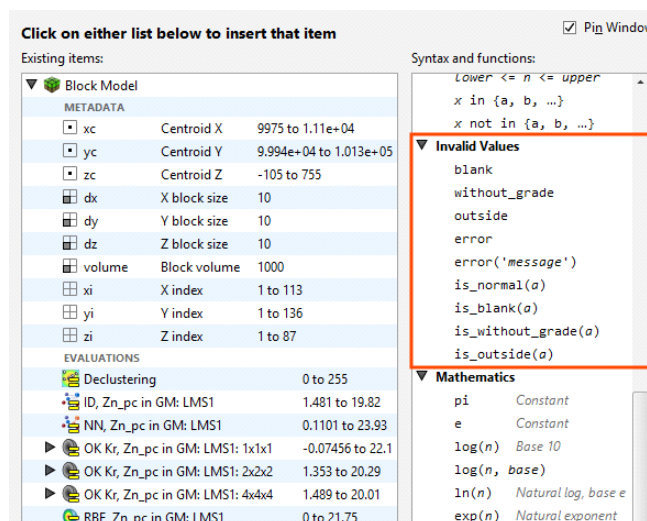 Click on either list below to insert that item
Pin Window
Existing items:
Syntax and functions:
Block Model
METADATA
xc Centroid X 9975 to 1.11e+04
yc Centroid Y 9.994e+04 to 1.013e+05
zc Centroid Z -105 to 755
dx X block size 10
dy Y block size 10
dz Z block size 10
volume Block volume 1000
xi X index 1 to 113
yi Y index 1 to 136
zi Z index 1 to 87
EVALUATIONS
Declustering 0 to 255
ID, Zn_pc in GM: LMS1 1.481 to 19.82
NN, Zn_pc in GM: LMS1 0.1101 to 23.93
OK Kr, Zn_pc in GM: LMS1: 1x1x1 -0.07456 to 22.1
OK Kr, Zn_pc in GM: LMS1: 2x2x2 1.353 to 20.29
OK Kr, Zn_pc in GM: LMS1: 4x4x4 1.489 to 20.01
RBF, Zn_pc in GM: LMS1 0 to 21.75
lower <= n <= upper
x in {a, b, …}
x not in {a, b, …}
Invalid Values
blank
without_grade
outside
error
error('message')
is_normal(a)
is_blank(a)
is_without_grade(a)
is_outside(a)
Mathematics
pi Constant
e Constant
log(n) Base 10
log(n, base)
ln(n) Natural log, base e
exp(n) Natural exponent